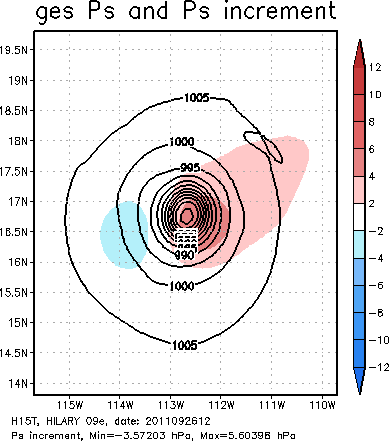 ges Ps and Ps increment
19.5N
19N
18.5N
18N
17.5N
17N
16.5N
16N
15.5N
15N
14.5N
14N
1005
1000
995
990
1000
1005
115W 114W 113W 112W 111W 110W
12
10
8
6
4
2
−2
−4
−6
−8
−10
−12
H15T, HILARY 09e, date: 2011092612
Ps increment, Min=−3.57203 hPa, Max=5.60398 hPa